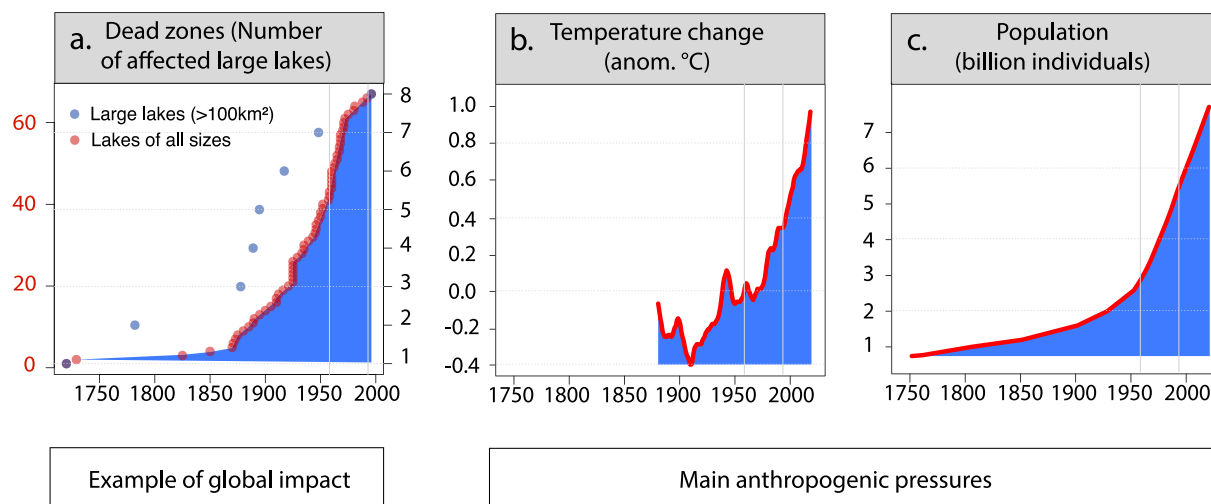 a. Dead zones (Number
of affected large lakes)
60
40
20
0
Large lakes (>100km²)
Lakes of all sizes
8
7
6
5
4
3
2
1
1750 1800 1850 1900 1950 2000
b. Temperature change
(anom. °C)
1.0
0.8
0.6
0.4
0.2
0.0
-0.2
-0.4
1750 1800 1850 1900 1950 2000
c. Population
(billion individuals)
7
6
5
4
3
2
1
1750 1800 1850 1900 1950 2000
Example of global impact
Main anthropogenic pressures